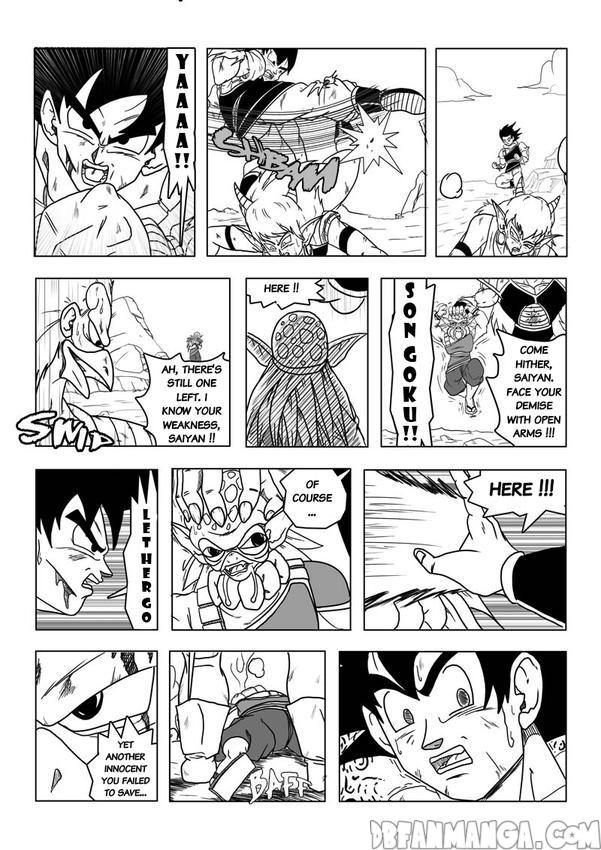 YAAAA!!
SHBAM
AH, THERE'S
STILL ONE
LEFT. I
KNOW YOUR
WEAKNESS,
SAIYAN !!
SWIP
HERE !!
SON GOKU!!
COME
HITHER,
SAIYAN.
FACE YOUR
DEMISE
WITH OPEN
ARMS !!!
LET HER GO
OF
COURSE
...
HERE !!!
YET
ANOTHER
INNOCENT
YOU FAILED
TO SAVE...
BAFF
DBFANMANGA.COM